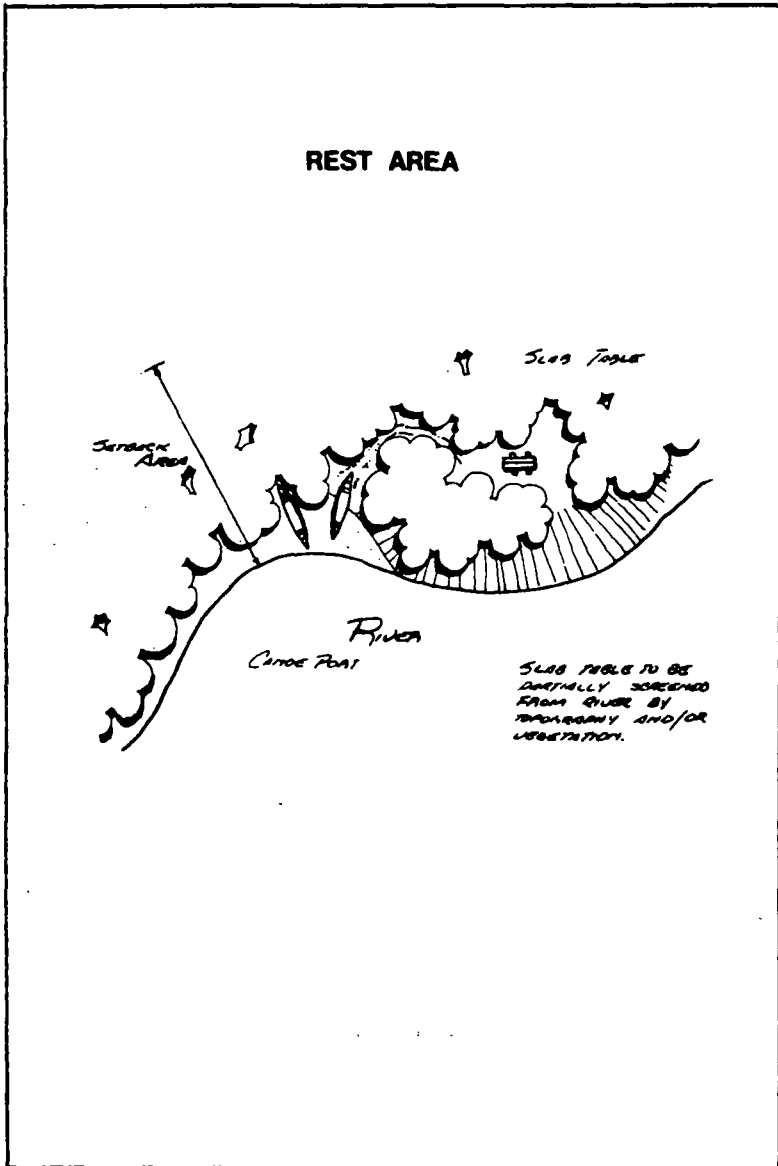 REST AREA
SLAB TABLE
SETBACK
AREA
RIVER
CANOE PORT
SLAB TABLE TO BE
PARTIALLY SCREENED
FROM RIVER BY
TOPOGRAPHY AND/OR
VEGETATION.